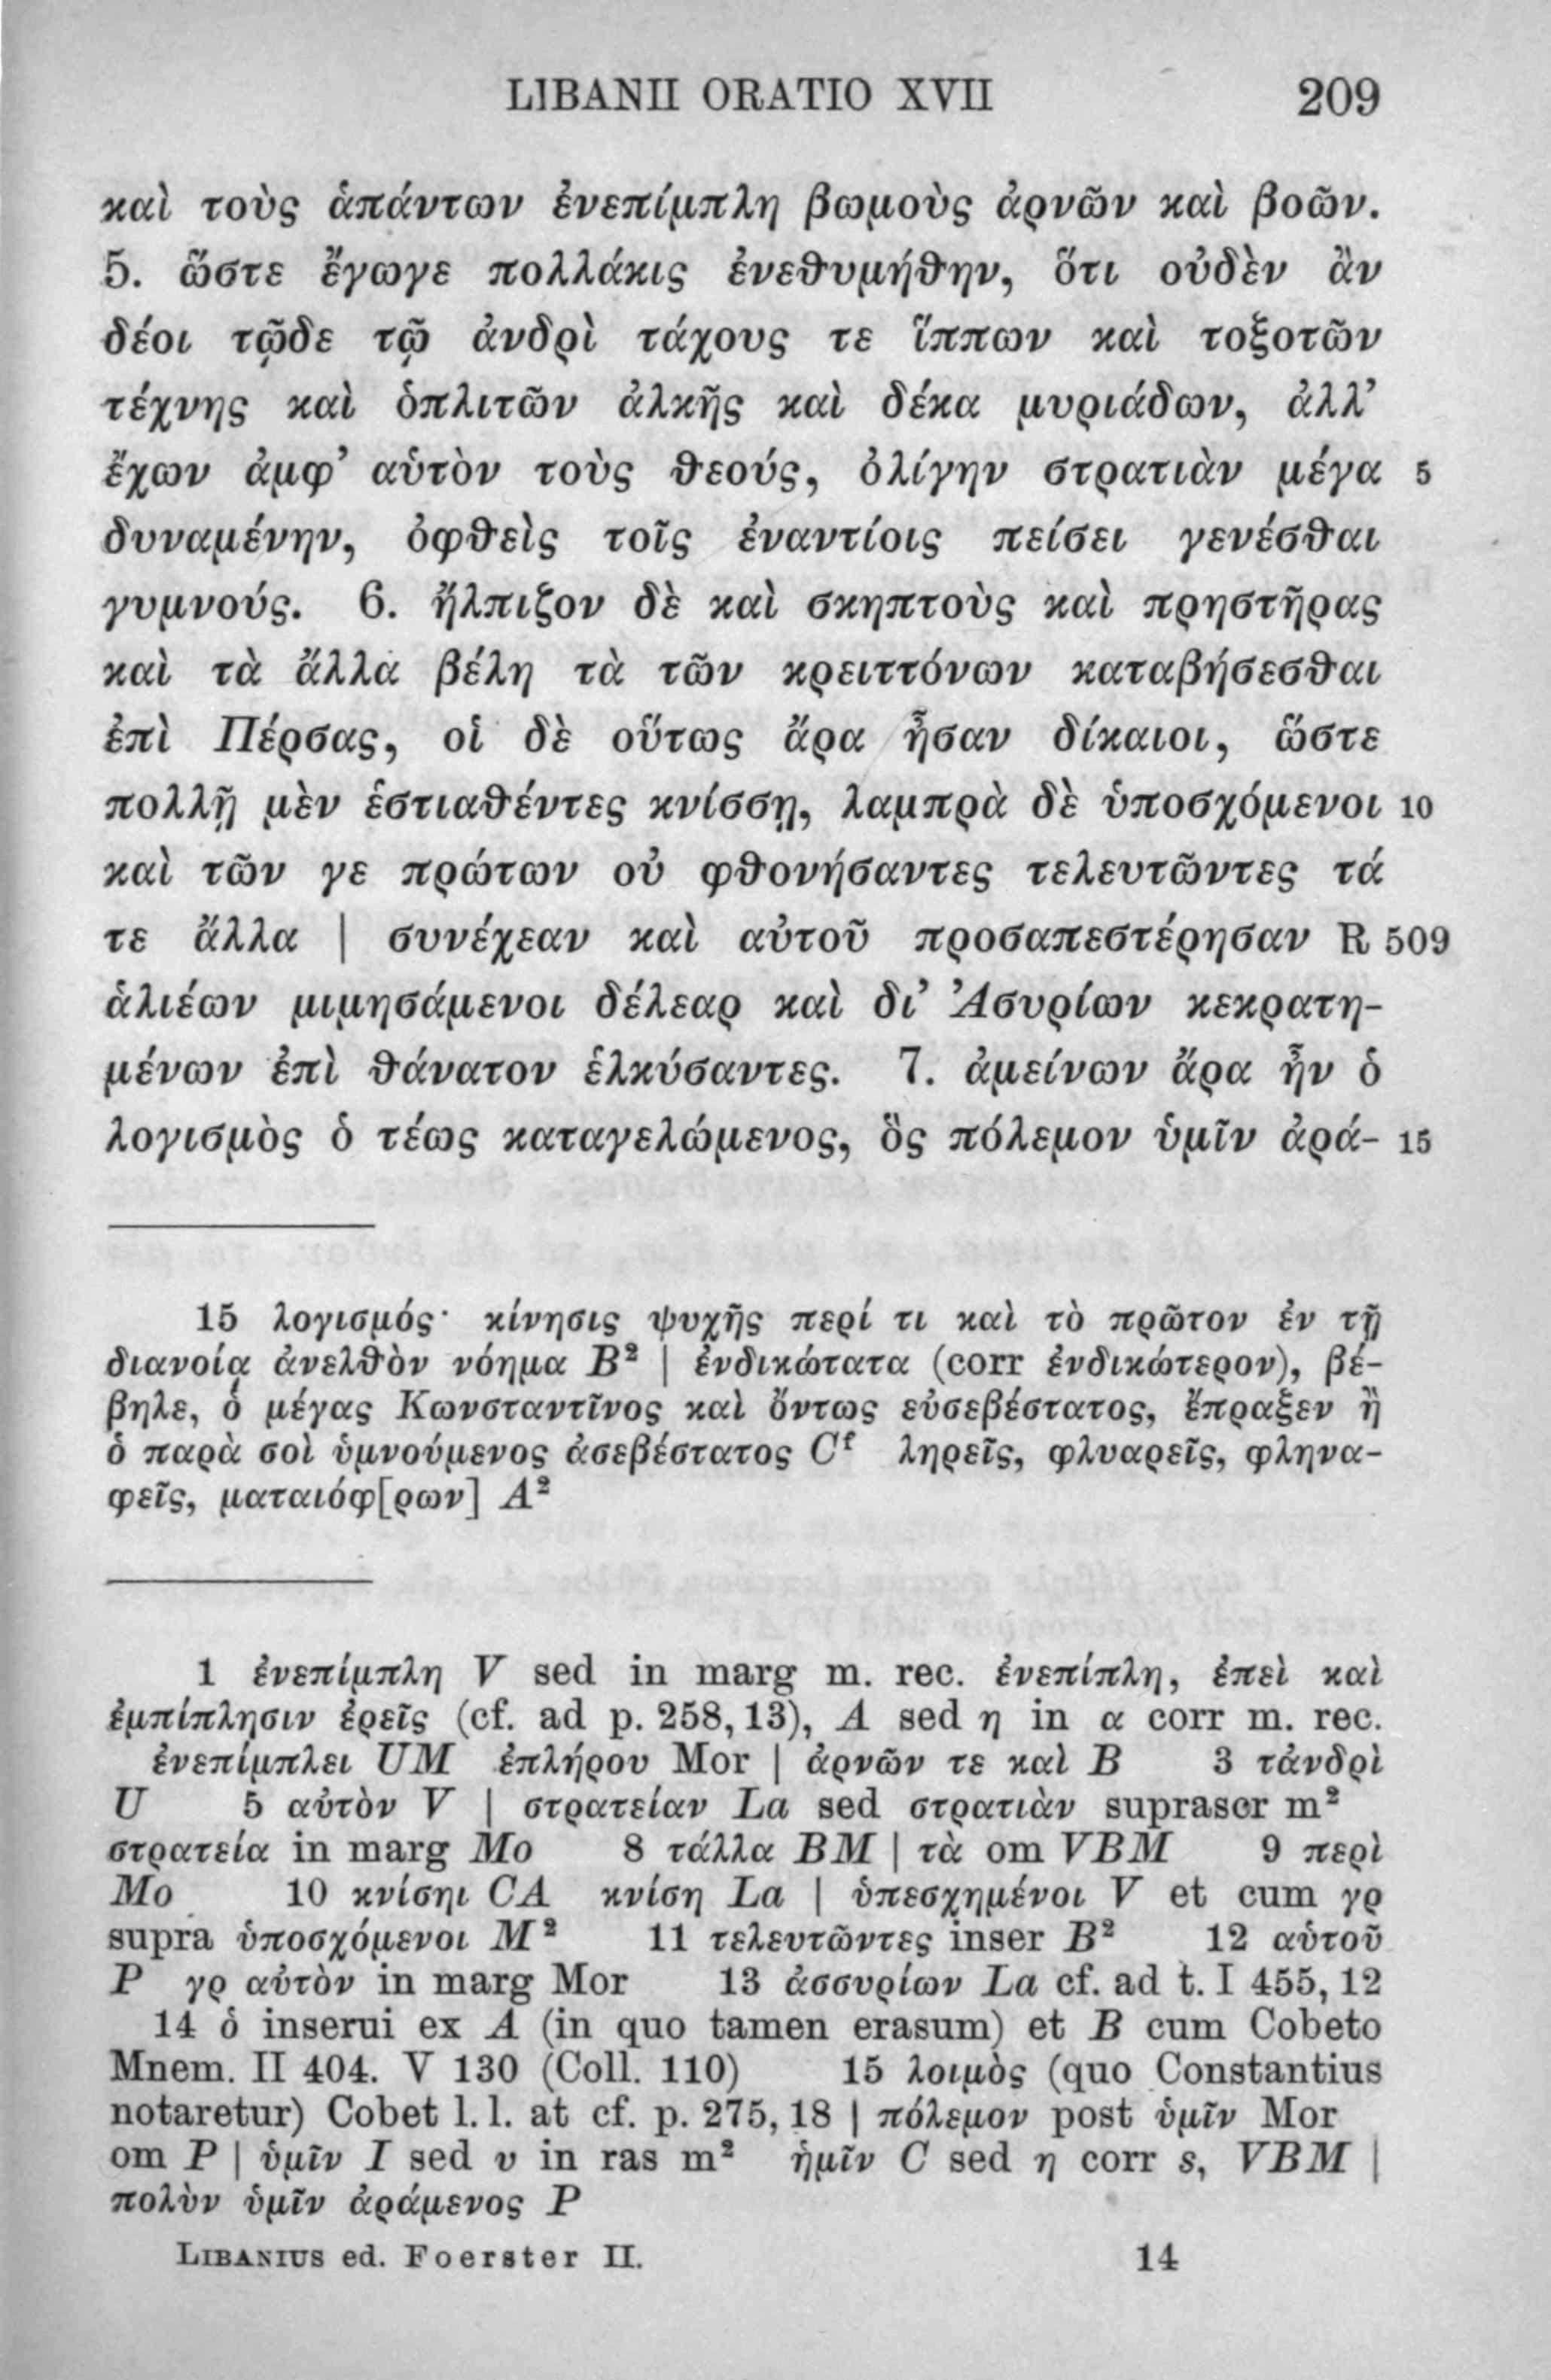 LIBANII ORATIO XVII 209
καὶ τοὺς ἁπάντων ἐνεπίμπλη βωμοὺς ἀρνῶν καὶ βοῶν.
5. ὥστε ἔγωγε πολλάκις ἐνεθυμήθην, ὅτι οὐδὲν ἂν
δέοι τῷδε τῷ ἀνδρὶ τάχους τε ἵππων καὶ τοξοτῶν
τέχνης καὶ ὁπλιτῶν ἀλκῆς καὶ δέκα μυριάδων, ἀλλ’
ἔχων ἀμφ’ αὑτὸν τοὺς θεούς, ὀλίγην στρατιὰν μέγα 5
δυναμένην, ὀφθεὶς τοῖς ἐναντίοις πείσει γενέσθαι
γυμνούς. 6. ἤλπιζον δὲ καὶ σκηπτοὺς καὶ πρηστῆρας
καὶ τὰ ἄλλα βέλη τὰ τῶν κρειττόνων καταβήσεσθαι
ἐπὶ Πέρσας, οἱ δὲ οὕτως ἄρα ἦσαν δίκαιοι, ὥστε
πολλῇ μὲν ἑστιαθέντες κνίσσῃ, λαμπρὰ δὲ ὑποσχόμενοι 10
καὶ τῶν γε πρώτων οὐ φθονήσαντες τελευτῶντες τά
τε ἄλλα | συνέχεαν καὶ αὐτοῦ προσαπεστέρησαν R 509
ἁλιέων μιμησάμενοι δέλεαρ καὶ δι’ Ἀσυρίων κεκρατη-
μένων ἐπὶ θάνατον ἑλκύσαντες. 7. ἀμείνων ἄρα ἦν ὁ
λογισμὸς ὁ τέως καταγελώμενος, ὃς πόλεμον ὑμῖν ἀρά- 15
15 λογισμός· κίνησις ψυχῆς περί τι καὶ τὸ πρῶτον ἐν τῇ
διανοίᾳ ἀνελθὸν νόημα B² | ἐνδικώτατα (corr ἐνδικώτερον), βέ-
βηλε, ὁ μέγας Κωνσταντῖνος καὶ ὄντως εὐσεβέστατος, ἔπραξεν ἢ
ὁ παρὰ σοὶ ὑμνούμενος ἀσεβέστατος Cᶠ ληρεῖς, φλυαρεῖς, φληνα-
φεῖς, ματαιόφ[ρων] A²
1 ἐνεπίμπλη V sed in marg m. rec. ἐνεπίπλη, ἐπεὶ καὶ
ἐμπίπλησιν ἐρεῖς (cf. ad p. 258, 13), A sed η in α corr m. rec.
ἐνεπίμπλει UM ἐπλήρου Mor | ἀρνῶν τε καὶ B 3 τἀνδρὶ
U 5 αὐτὸν V | στρατείαν La sed στρατιὰν suprascr m²
στρατεία in marg Mo 8 τἄλλα BM | τὰ om VBM 9 περὶ
Mo 10 κνίσηι CA κνίση La | ὑπεσχημένοι V et cum γρ
supra ὑποσχόμενοι M² 11 τελευτῶντες inser B² 12 αὑτοῦ
P γρ αὐτὸν in marg Mor 13 ἀσσυρίων La cf. ad t. I 455, 12
14 ὁ inserui ex A (in quo tamen erasum) et B cum Cobeto
Mnem. II 404. V 130 (Coll. 110) 15 λοιμὸς (quo Constantius
notaretur) Cobet l. l. at cf. p. 275, 18 | πόλεμον post ὑμῖν Mor
om P | ὑμῖν I sed υ in ras m² ἡμῖν C sed η corr s, VBM |
πολὺν ὑμῖν ἀράμενος P
LIBANIUS ed. Foerster II. 14